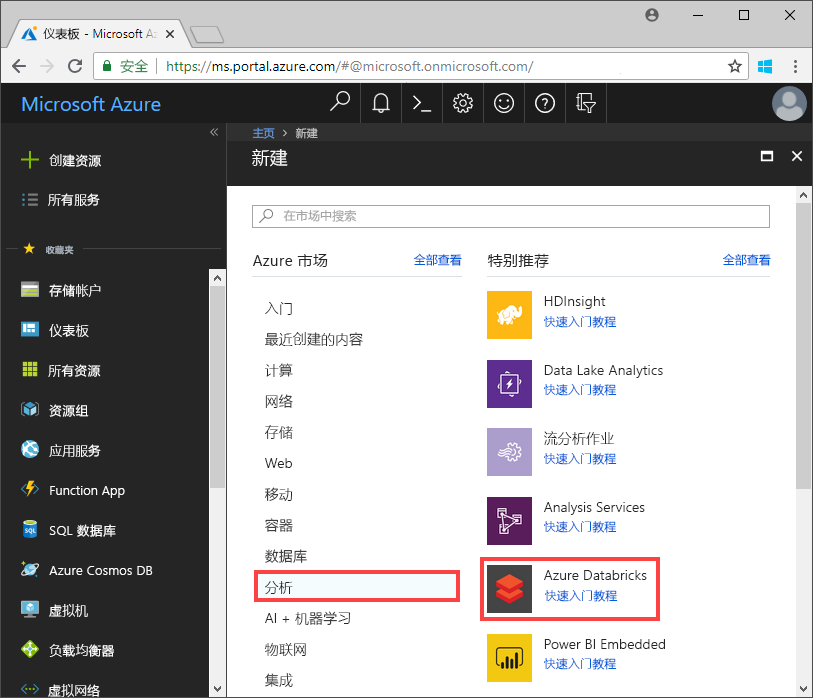 仪表板 - Microsoft Az
安全
https://ms.portal.azure.com/#@microsoft.onmicrosoft.com/
Microsoft Azure
主页 > 新建
新建
创建资源
所有服务
收藏夹
存储帐户
仪表板
所有资源
资源组
应用服务
Function App
SQL 数据库
Azure Cosmos DB
虚拟机
负载均衡器
虚拟网络
在市场中搜索
Azure 市场
全部查看
入门
最近创建的内容
计算
网络
存储
Web
移动
容器
数据库
分析
AI + 机器学习
物联网
集成
特别推荐
全部查看
HDInsight
快速入门教程
Data Lake Analytics
快速入门教程
流分析作业
快速入门教程
Analysis Services
快速入门教程
Azure Databricks
快速入门教程
Power BI Embedded
快速入门教程